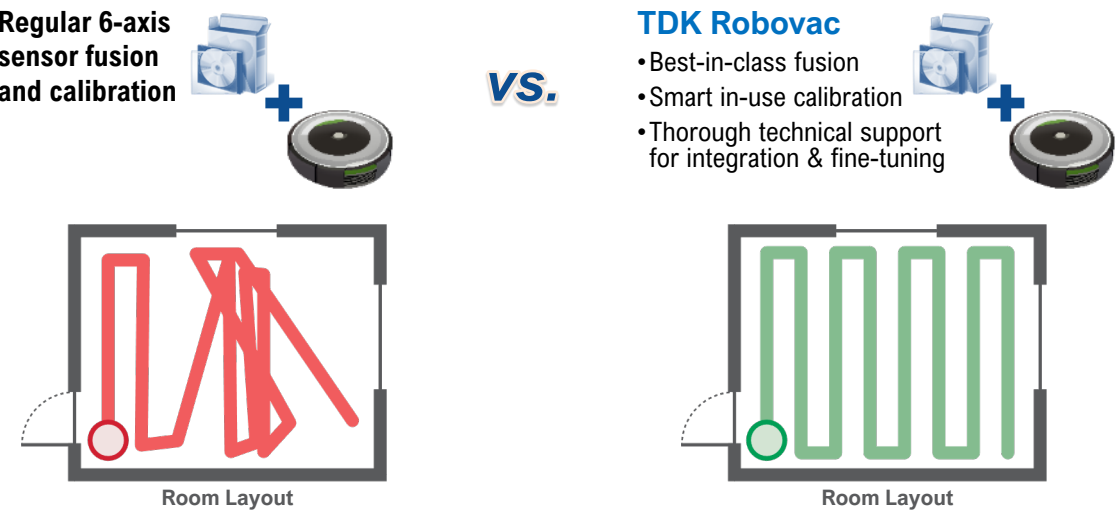 Regular 6-axis
sensor fusion
and calibration
vs.
TDK Robovac
•Best-in-class fusion
•Smart in-use calibration
•Thorough technical support
for integration & fine-tuning
Room Layout
Room Layout